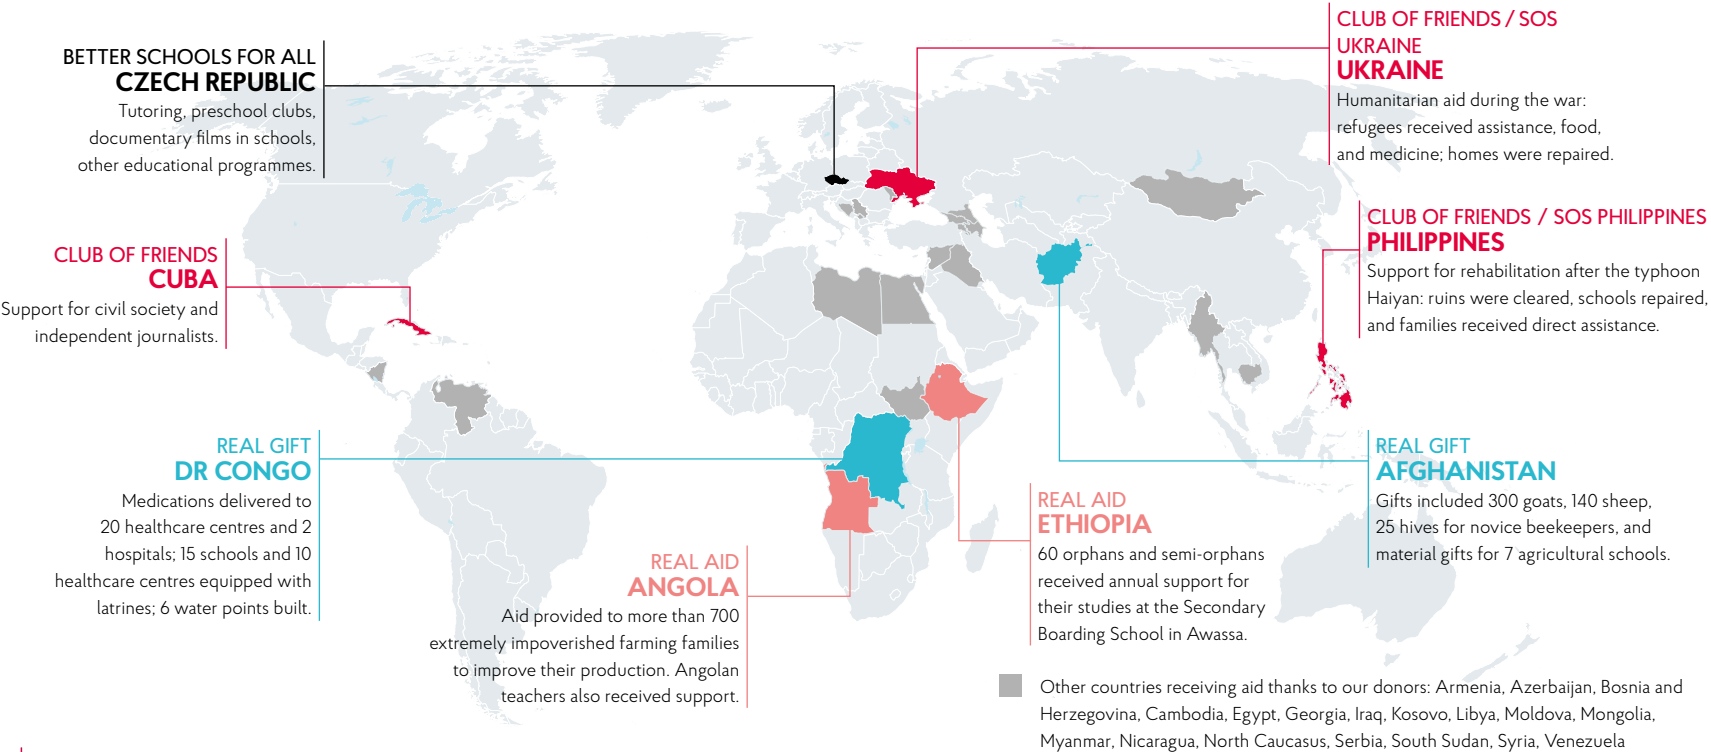 BETTER SCHOOLS FOR ALL
CZECH REPUBLIC
Tutoring, preschool clubs,
documentary films in schools,
other educational programmes.
CLUB OF FRIENDS / SOS
UKRAINE
UKRAINE
Humanitarian aid during the war:
refugees received assistance, food,
and medicine; homes were repaired.
CLUB OF FRIENDS
CUBA
Support for civil society and
independent journalists.
CLUB OF FRIENDS / SOS PHILIPPINES
PHILIPPINES
Support for rehabilitation after the typhoon
Haiyan: ruins were cleared, schools repaired,
and families received direct assistance.
REAL GIFT
DR CONGO
Medications delivered to
20 healthcare centres and 2
hospitals; 15 schools and 10
healthcare centres equipped with
latrines; 6 water points built.
REAL GIFT
AFGHANISTAN
Gifts included 300 goats, 140 sheep,
25 hives for novice beekeepers, and
material gifts for 7 agricultural schools.
REAL AID
ANGOLA
Aid provided to more than 700
extremely impoverished farming families
to improve their production. Angolan
teachers also received support.
REAL AID
ETHIOPIA
60 orphans and semi-orphans
received annual support for
their studies at the Secondary
Boarding School in Awassa.
Other countries receiving aid thanks to our donors: Armenia, Azerbaijan, Bosnia and
Herzegovina, Cambodia, Egypt, Georgia, Iraq, Kosovo, Libya, Moldova, Mongolia,
Myanmar, Nicaragua, North Caucasus, Serbia, South Sudan, Syria, Venezuela